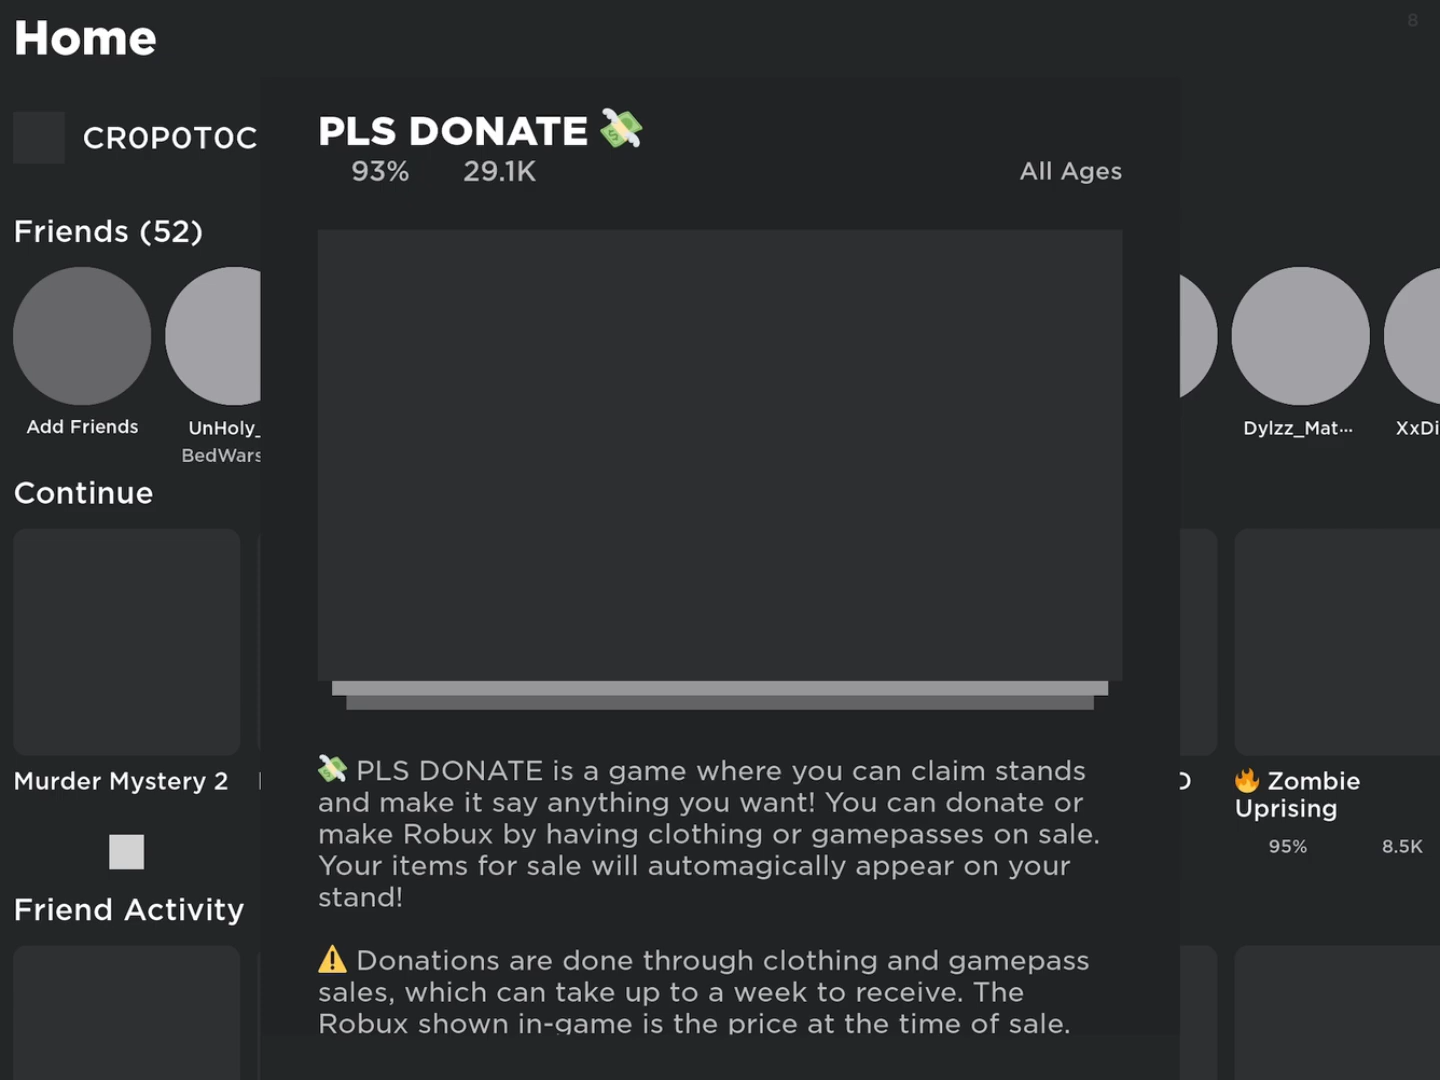 Home
8
CR0P0T0C
Friends (52)
Add Friends
UnHoly_
BedWars
Dylzz_Mat...
XxDi
Continue
Murder Mystery 2
🔥 Zombie
Uprising
95% 8.5K
Friend Activity
PLS DONATE 💸
93% 29.1K All Ages
💸 PLS DONATE is a game where you can claim stands
and make it say anything you want! You can donate or
make Robux by having clothing or gamepasses on sale.
Your items for sale will automagically appear on your
stand!
⚠️ Donations are done through clothing and gamepass
sales, which can take up to a week to receive. The
Robux shown in-game is the price at the time of sale.